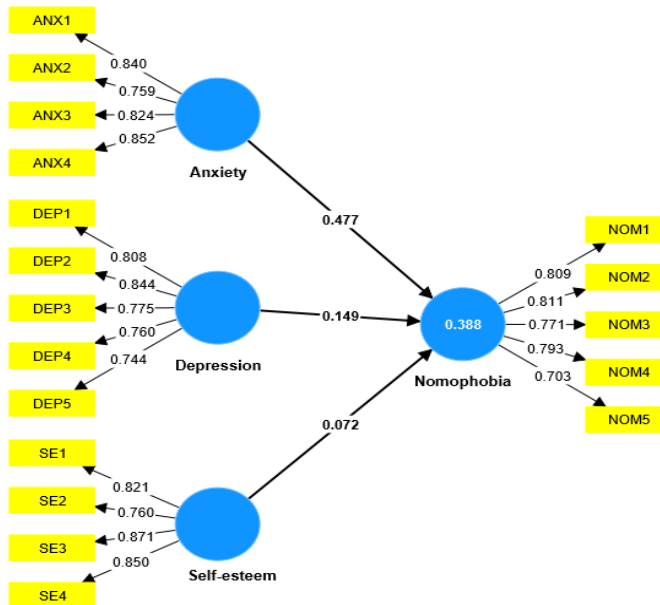 ANX1
ANX2
ANX3
ANX4
0.840
0.759
0.824
0.852
Anxiety
0.477
DEP1
DEP2
DEP3
DEP4
DEP5
0.808
0.844
0.775
0.760
0.744
Depression
0.149
SE1
SE2
SE3
SE4
0.821
0.760
0.871
0.850
Self-esteem
0.072
0.388
Nomophobia
0.809
0.811
0.771
0.793
0.703
NOM1
NOM2
NOM3
NOM4
NOM5